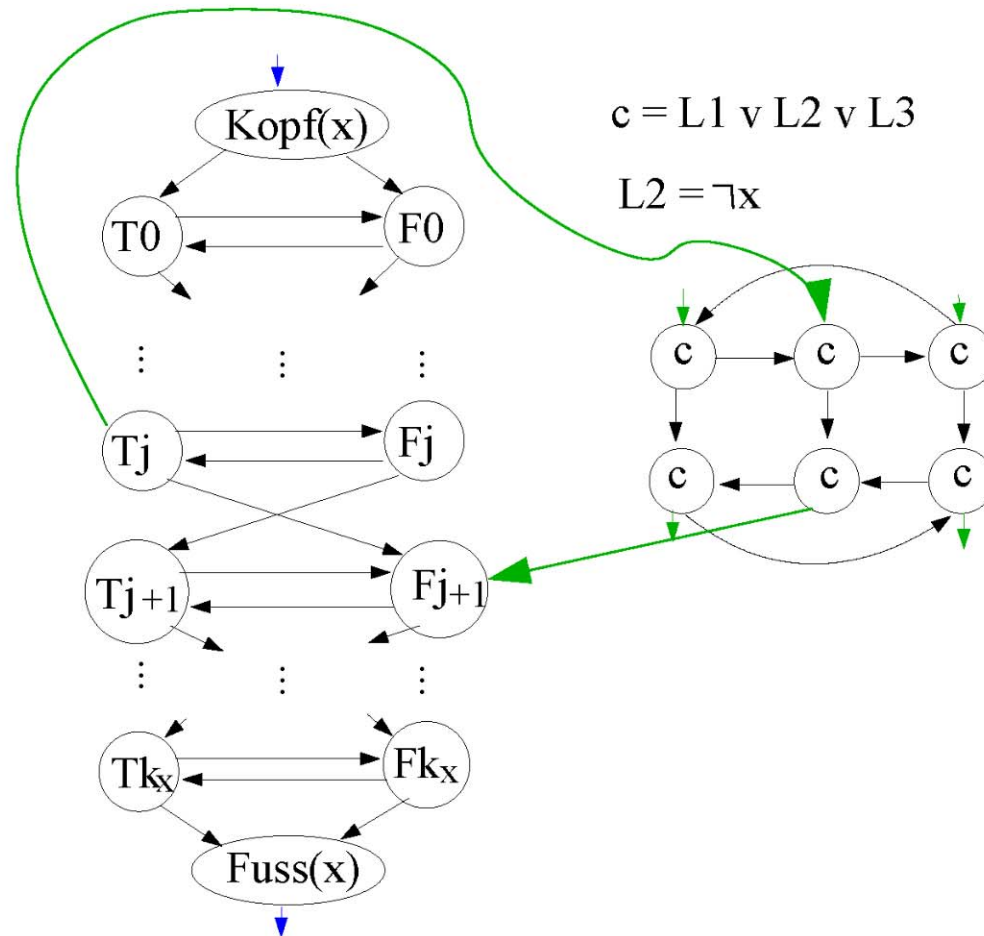 Kopf(x)
c = L1 v L2 v L3
L2 = ¬x
T0 F0
c c c
Tj Fj
c c c
Tj+1 Fj+1
Tkx Fkx
Fuss(x)